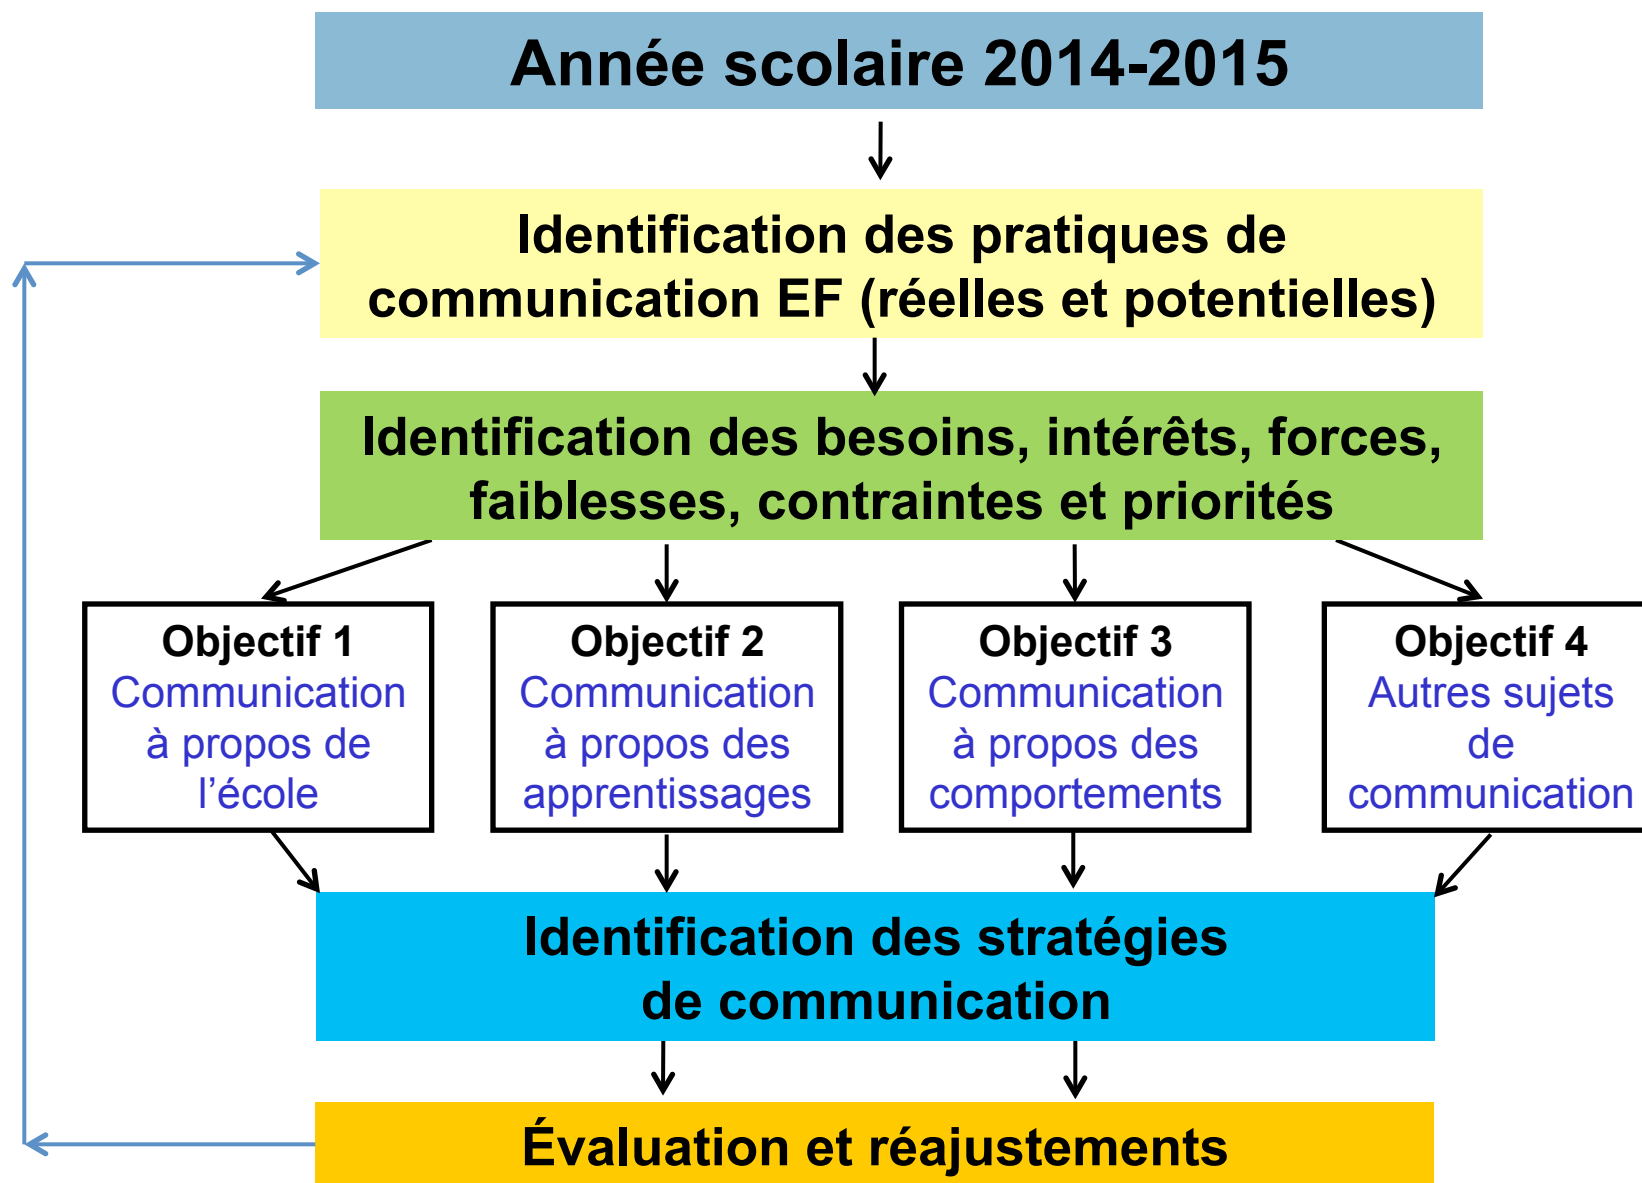 Année scolaire 2014-2015
Identification des pratiques de
communication EF (réelles et potentielles)
Identification des besoins, intérêts, forces,
faiblesses, contraintes et priorités
Objectif 1
Communication
à propos de
l’école
Objectif 2
Communication
à propos des
apprentissages
Objectif 3
Communication
à propos des
comportements
Objectif 4
Autres sujets
de
communication
Identification des stratégies
de communication
Évaluation et réajustements